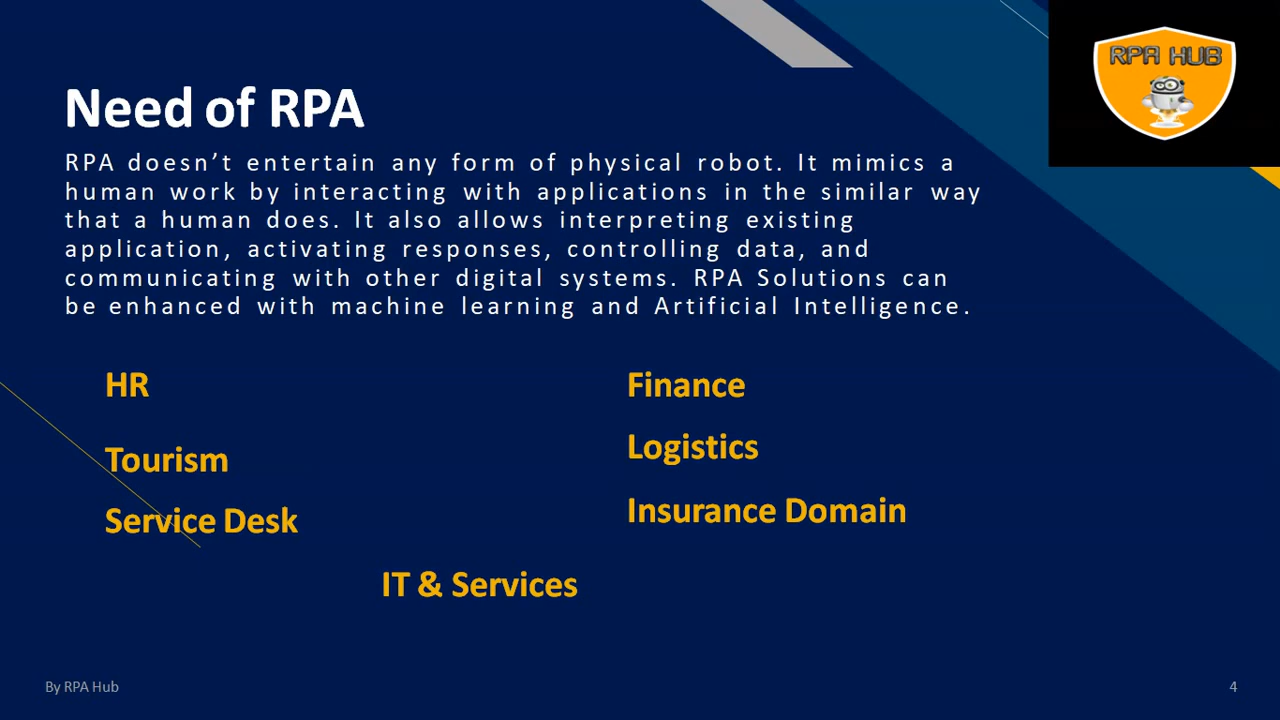 RPA HUB
Need of RPA
RPA doesn’t entertain any form of physical robot. It mimics a
human work by interacting with applications in the similar way
that a human does. It also allows interpreting existing
application, activating responses, controlling data, and
communicating with other digital systems. RPA Solutions can
be enhanced with machine learning and Artificial Intelligence.
HR
Tourism
Service Desk
Finance
Logistics
Insurance Domain
IT & Services
By RPA Hub
4